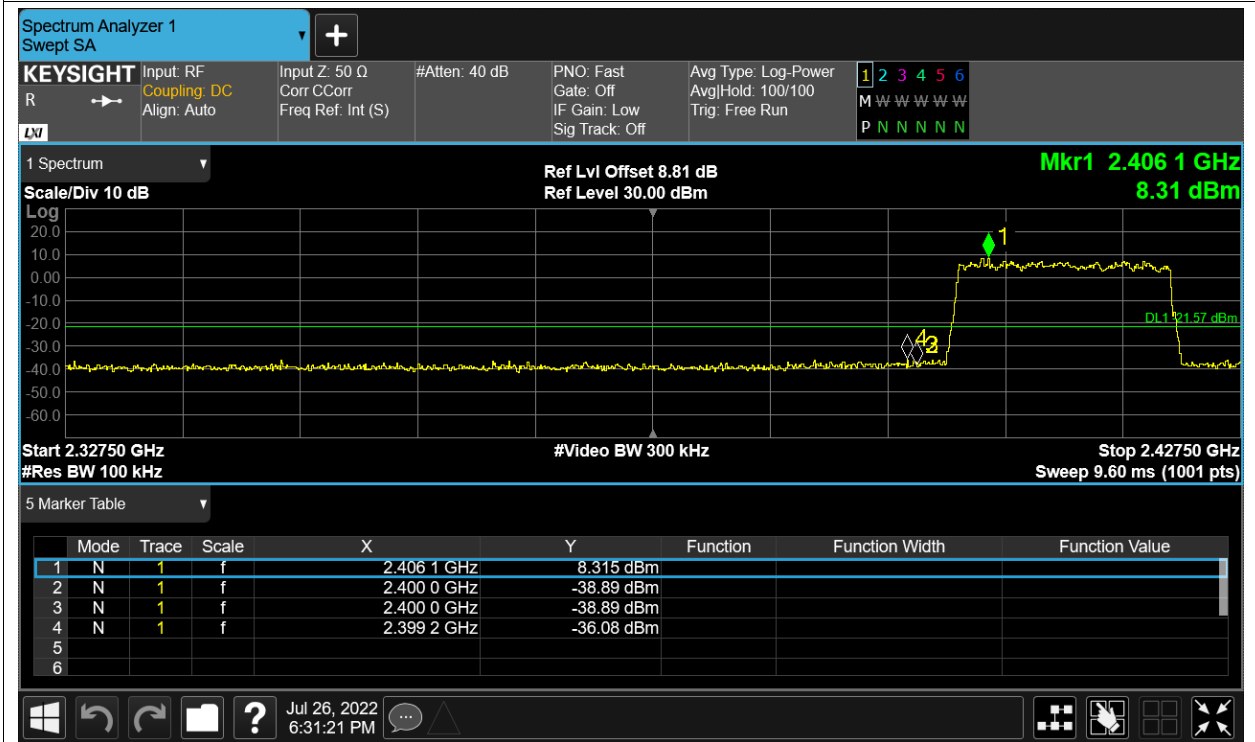 Spectrum Analyzer 1
Swept SA
KEYSIGHT Input: RF Input Z: 50 Ω #Atten: 40 dB PNO: Fast Avg Type: Log-Power 1 2 3 4 5 6
R Coupling: DC Corr CCorr Gate: Off Avg|Hold: 100/100 M W W W W W
Align: Auto Freq Ref: Int (S) IF Gain: Low Trig: Free Run
LXI Sig Track: Off P N N N N N
1 Spectrum Ref Lvl Offset 8.81 dB Mkr1 2.406 1 GHz
Scale/Div 10 dB Ref Level 30.00 dBm 8.31 dBm
Log
20.0
1
10.0
0.00
-10.0
-20.0
DL1 -21.57 dBm
-30.0
4
-40.0
-50.0
-60.0
Start 2.32750 GHz #Video BW 300 kHz Stop 2.42750 GHz
#Res BW 100 kHz Sweep 9.60 ms (1001 pts)
5 Marker Table
Mode Trace Scale X Y Function Function Width Function Value
1 N 1 f 2.406 1 GHz 8.315 dBm
2 N 1 f 2.400 0 GHz -38.89 dBm
3 N 1 f 2.400 0 GHz -38.89 dBm
4 N 1 f 2.399 2 GHz -36.08 dBm
5
6
? Jul 26, 2022
6:31:21 PM